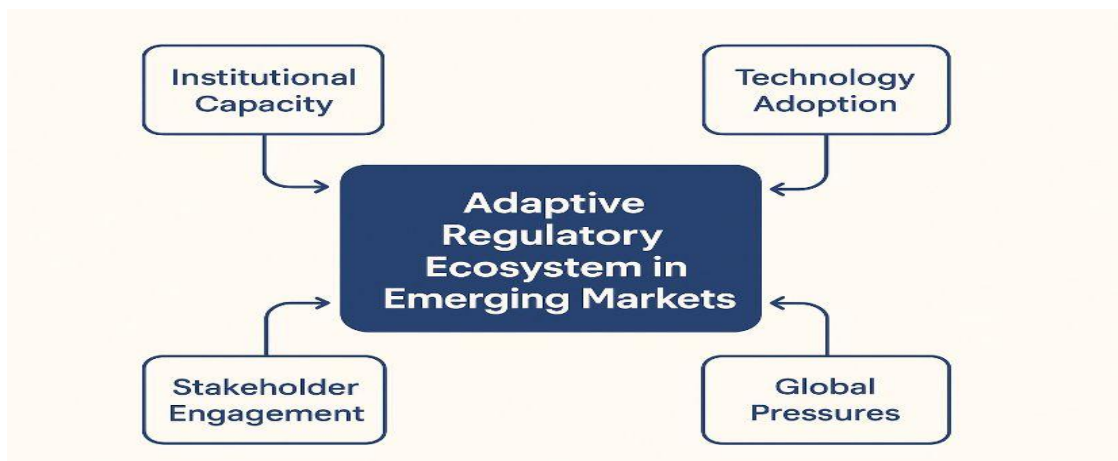 Institutional
Capacity
Technology
Adoption
Adaptive
Regulatory
Ecosystem in
Emerging Markets
Stakeholder
Engagement
Global
Pressures